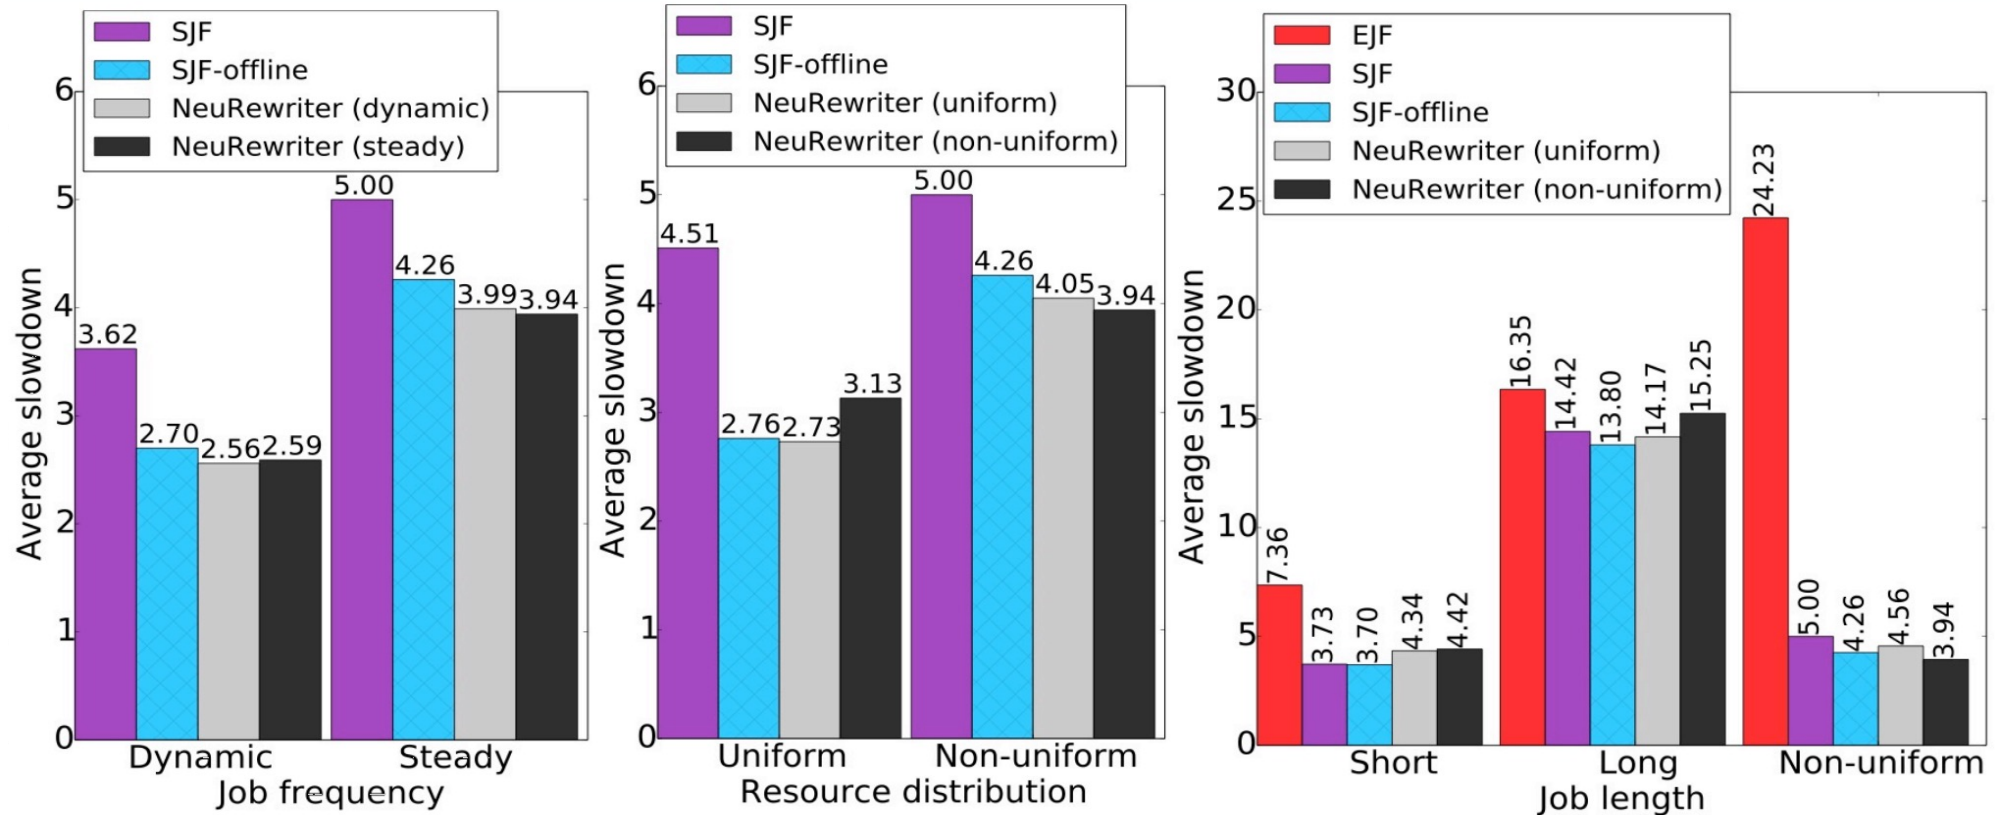 SJF
SJF-offline
NeuRewriter (dynamic)
NeuRewriter (steady)
Average slowdown
6
5
4
3
2
1
0
3.62
2.70
2.56
2.59
5.00
4.26
3.99
3.94
Dynamic
Steady
Job frequency
SJF
SJF-offline
NeuRewriter (uniform)
NeuRewriter (non-uniform)
Average slowdown
6
5
4
3
2
1
0
4.51
2.76
2.73
3.13
5.00
4.26
4.05
3.94
Uniform
Non-uniform
Resource distribution
EJF
SJF
SJF-offline
NeuRewriter (uniform)
NeuRewriter (non-uniform)
Average slowdown
30
25
20
15
10
5
0
7.36
3.73
3.70
4.34
4.42
16.35
14.42
13.80
14.17
15.25
24.23
5.00
4.26
4.56
3.94
Short
Long
Non-uniform
Job length